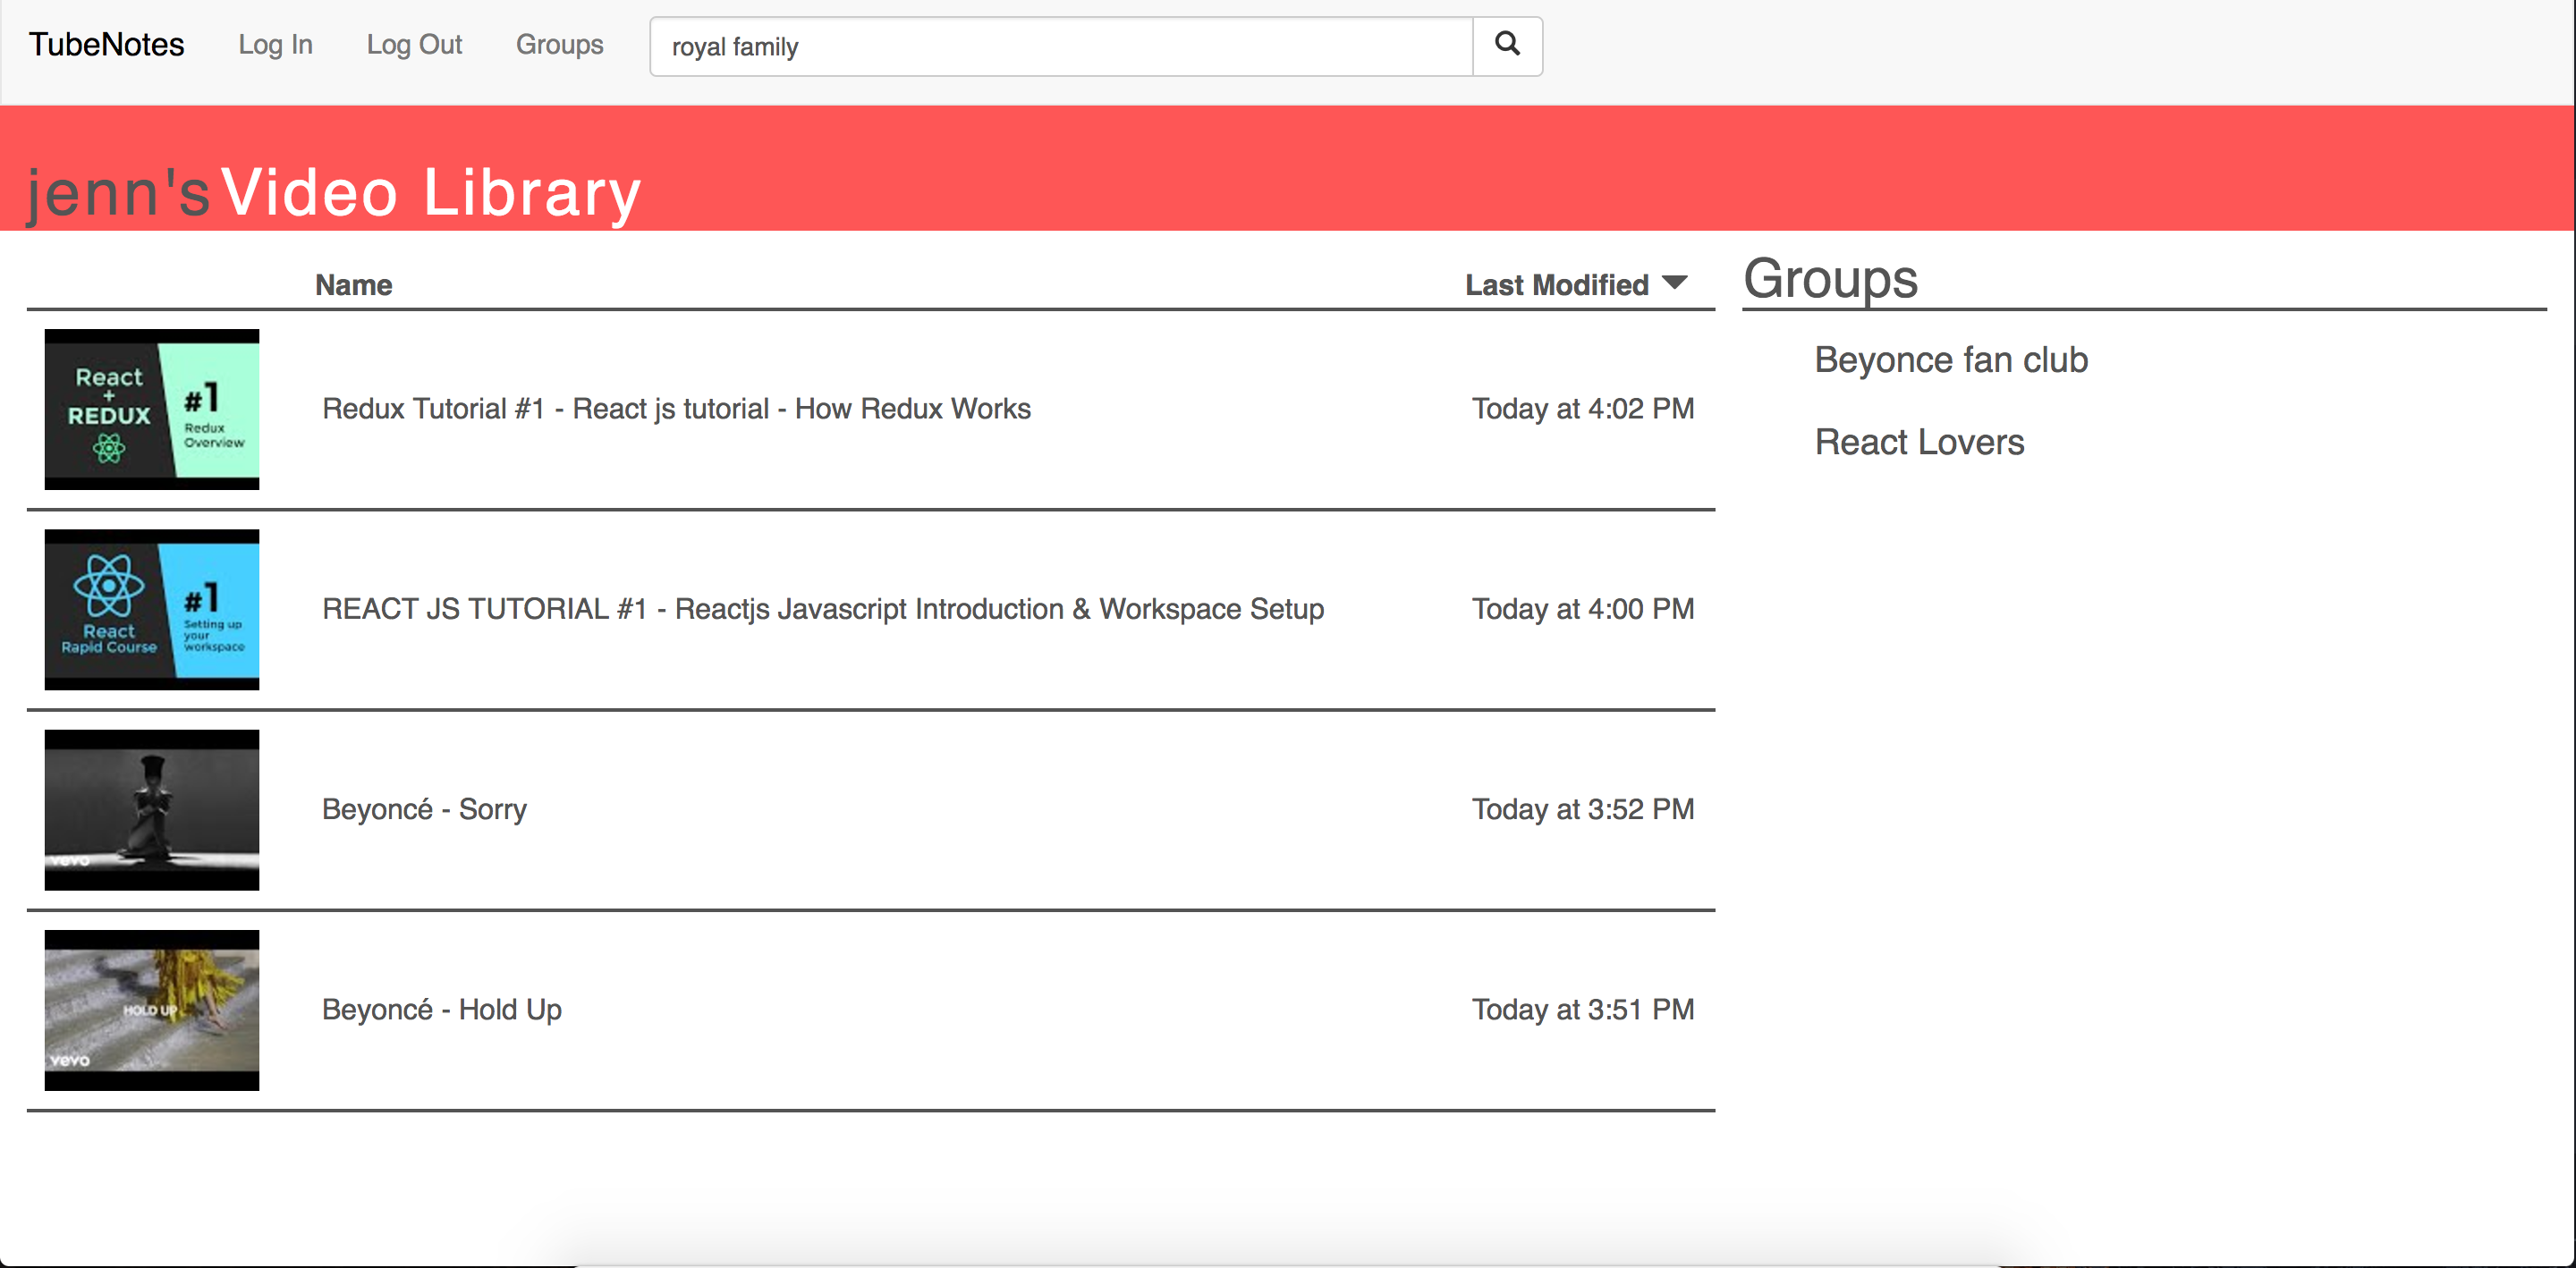 TubeNotes Log In Log Out Groups royal family
jenn's Video Library
Name Last Modified
React
+
REDUX
#1
Redux
Overview
Redux Tutorial #1 - React js tutorial - How Redux Works
Today at 4:02 PM
React
Rapid Course
#1
Setting up
your
workspace
REACT JS TUTORIAL #1 - Reactjs Javascript Introduction & Workspace Setup
Today at 4:00 PM
vevo
Beyoncé - Sorry
Today at 3:52 PM
HOLD UP
vevo
Beyoncé - Hold Up
Today at 3:51 PM
Groups
Beyonce fan club
React Lovers